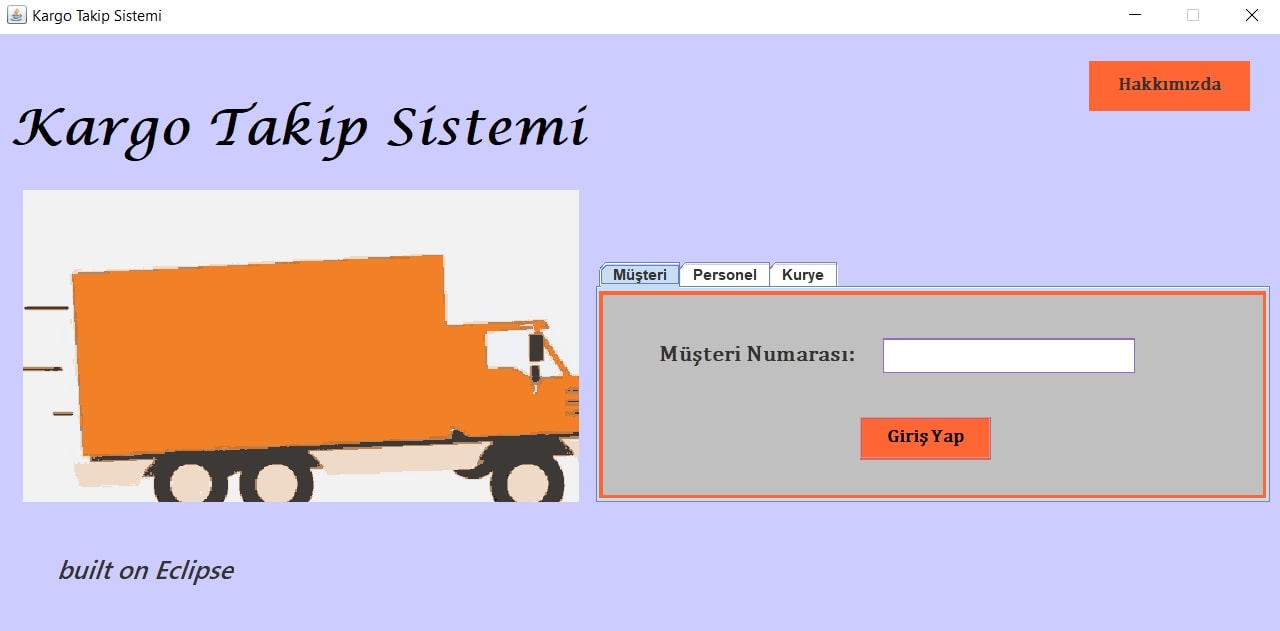 Kargo Takip Sistemi
Hakkımızda
Kargo Takip Sistemi
Müşteri Personel Kurye
Müşteri Numarası:
Giriş Yap
built on Eclipse